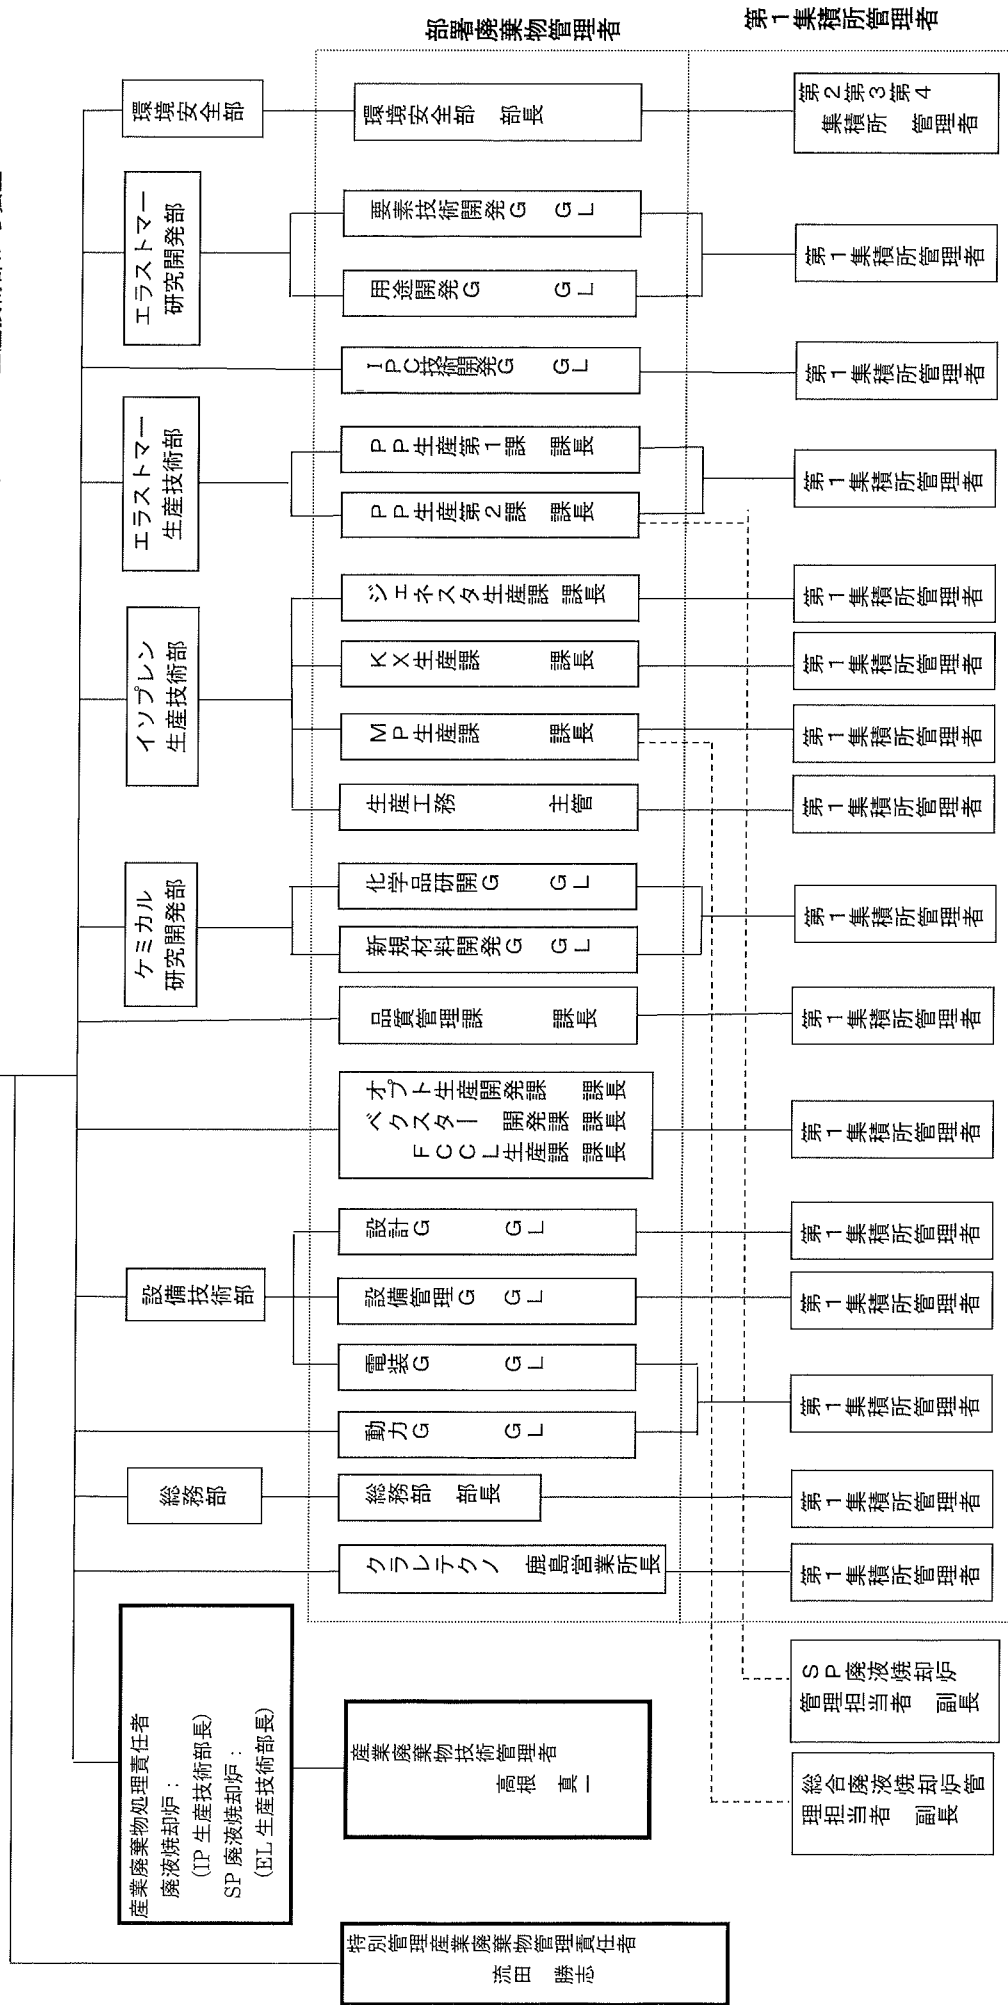 部署廃棄物管理者
第1集積所管理者
環境安全部
環境安全部 部長
第2第3第4
集積所 管理者
エラストマー
研究開発部
要素技術開発G GL
用途開発G GL
第1集積所管理者
IPC技術開発G GL
第1集積所管理者
エラストマー
生産技術部
PP生産第1課 課長
PP生産第2課 課長
第1集積所管理者
イソプレン
生産技術部
ジェネスタ生産課 課長
第1集積所管理者
KX生産課 課長
第1集積所管理者
MP生産課 課長
第1集積所管理者
生産工務 主管
第1集積所管理者
ケミカル
研究開発部
化学品研開G GL
新規材料開発G GL
第1集積所管理者
品質管理課 課長
第1集積所管理者
オプト生産開発課 課長
ベクスター 開発課 課長
FCCL生産課 課長
第1集積所管理者
設備技術部
設計G GL
第1集積所管理者
設備管理G GL
第1集積所管理者
電装G GL
動力G GL
第1集積所管理者
総務部
総務部 部長
第1集積所管理者
クラレテクノ 鹿島営業所長
第1集積所管理者
産業廃棄物処理責任者
廃液焼却炉:
(IP 生産技術部長)
SP 廃液焼却炉:
(EL 生産技術部長)
産業廃棄物技術管理者
高根 真一
SP廃液焼却炉
管理担当者 副長
総合廃液焼却炉管
理担当者 副長
特別管理産業廃棄物管理責任者
流田 勝志